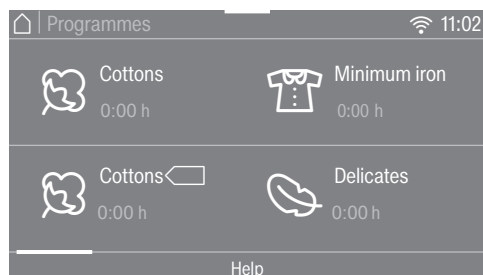 Programmes 11:02
Cottons Minimum iron
0:00 h 0:00 h
Cottons Delicates
0:00 h 0:00 h
Help